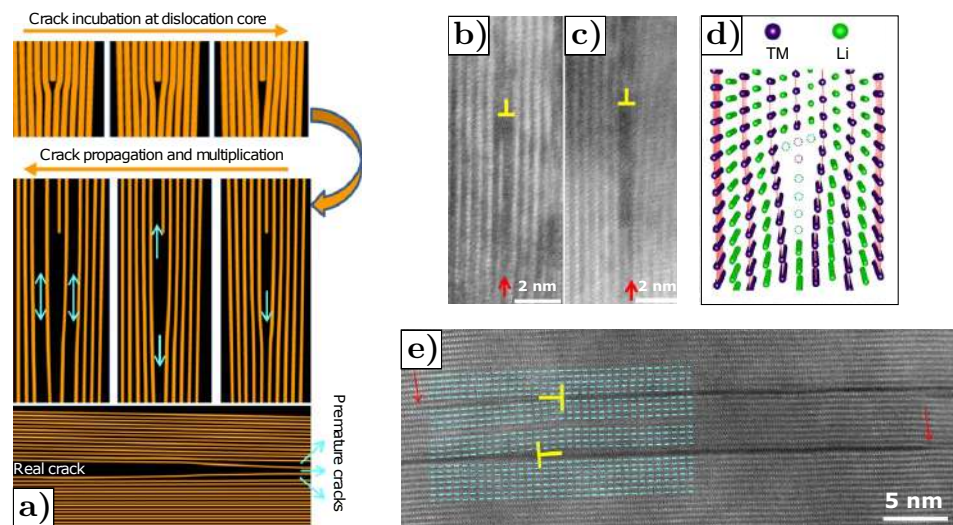 Crack incubation at dislocation core
Crack propagation and multiplication
Real crack
Premature cracks
a)
b)
2 nm
c)
2 nm
d)
TM
Li
e)
5 nm